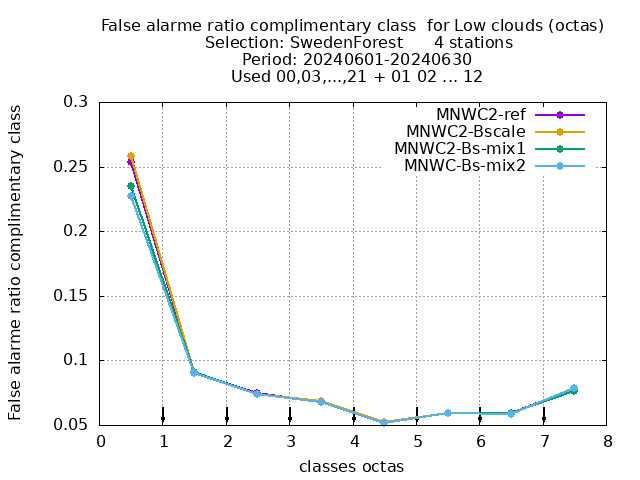 False alarme ratio complimentary class  for Low clouds (octas)
Selection: SwedenForest      4 stations
Period: 20240601-20240630
Used 00,03,...,21 + 01 02 ... 12
False alarme ratio complimentary class
MNWC2-ref
MNWC2-Bscale
MNWC2-Bs-mix1
MNWC-Bs-mix2
0.3
0.25
0.2
0.15
0.1
0.05
0 1 2 3 4 5 6 7 8
classes octas